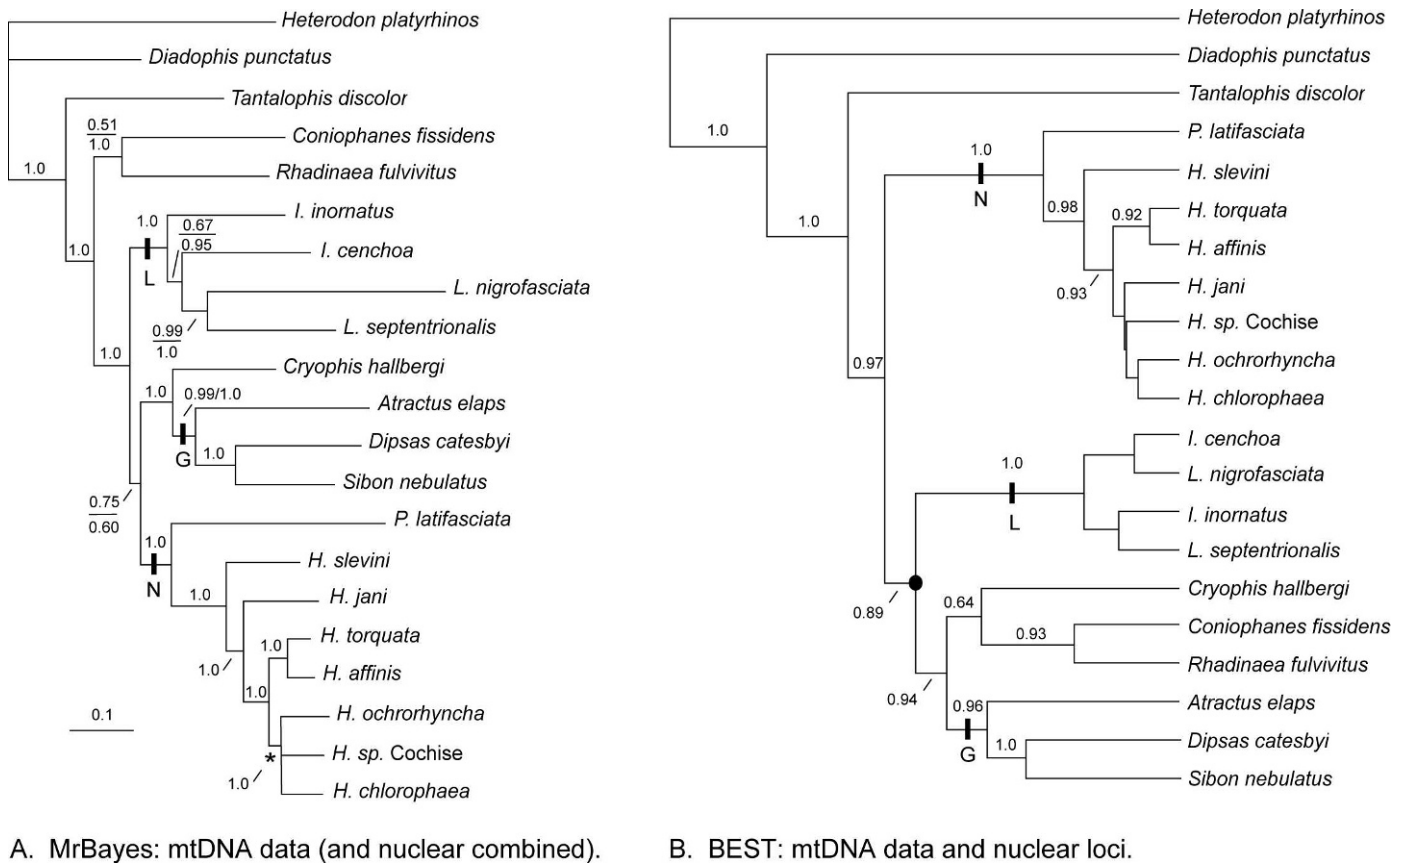 Heterodon platyrhinos
Diadophis punctatus
Tantalophis discolor
0.51
1.0
Coniophanes fissidens
1.0
Rhadinaea fulvivitus
I. inornatus
1.0
0.67
0.95
1.0
I. cenchoa
L
L. nigrofasciata
L. septentrionalis
0.99
1.0
1.0
Cryophis hallbergi
1.0
0.99/1.0
Atractus elaps
Dipsas catesbyi
G
1.0
Sibon nebulatus
0.75
0.60
P. latifasciata
1.0
H. slevini
N
1.0
H. jani
H. torquata
1.0
1.0
H. affinis
1.0
H. ochrorhyncha
0.1
H. sp. Cochise
*
1.0
H. chlorophaea
A. MrBayes: mtDNA data (and nuclear combined).
Heterodon platyrhinos
Diadophis punctatus
Tantalophis discolor
1.0
P. latifasciata
1.0
H. slevini
N
0.98
0.92
H. torquata
1.0
H. affinis
H. jani
0.93
H. sp. Cochise
H. ochrorhyncha
0.97
H. chlorophaea
I. cenchoa
1.0
L. nigrofasciata
I. inornatus
L
L. septentrionalis
Cryophis hallbergi
0.89
0.64
Coniophanes fissidens
0.93
Rhadinaea fulvivitus
0.94
0.96
Atractus elaps
Dipsas catesbyi
G
1.0
Sibon nebulatus
B. BEST: mtDNA data and nuclear loci.